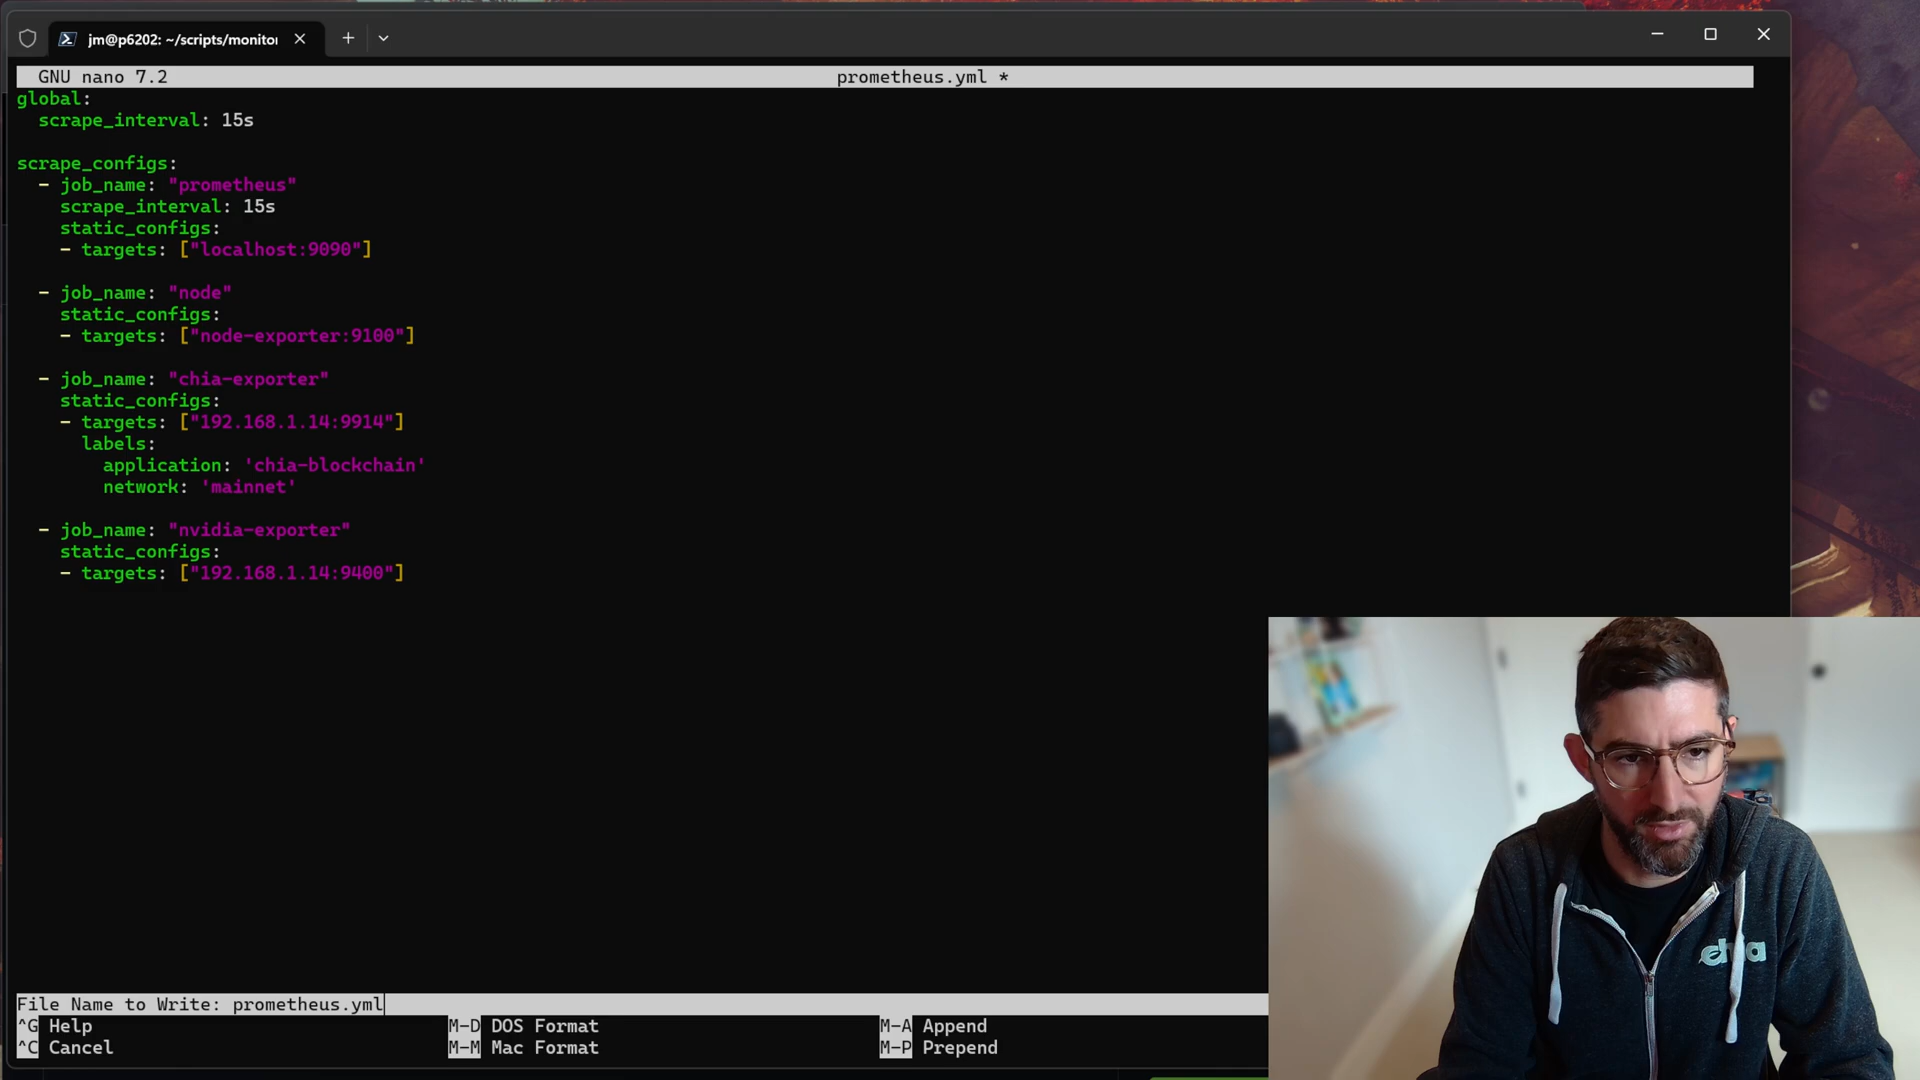 jm@p6202: ~/scripts/monitor
GNU nano 7.2 prometheus.yml *
global:
scrape_interval: 15s
scrape_configs:
- job_name: "prometheus"
scrape_interval: 15s
static_configs:
- targets: ["localhost:9090"]
- job_name: "node"
static_configs:
- targets: ["node-exporter:9100"]
- job_name: "chia-exporter"
static_configs:
- targets: ["192.168.1.14:9914"]
labels:
application: 'chia-blockchain'
network: 'mainnet'
- job_name: "nvidia-exporter"
static_configs:
- targets: ["192.168.1.14:9400"]
chia
File Name to Write: prometheus.yml
^G Help M-D DOS Format M-A Append
^C Cancel M-M Mac Format M-P Prepend